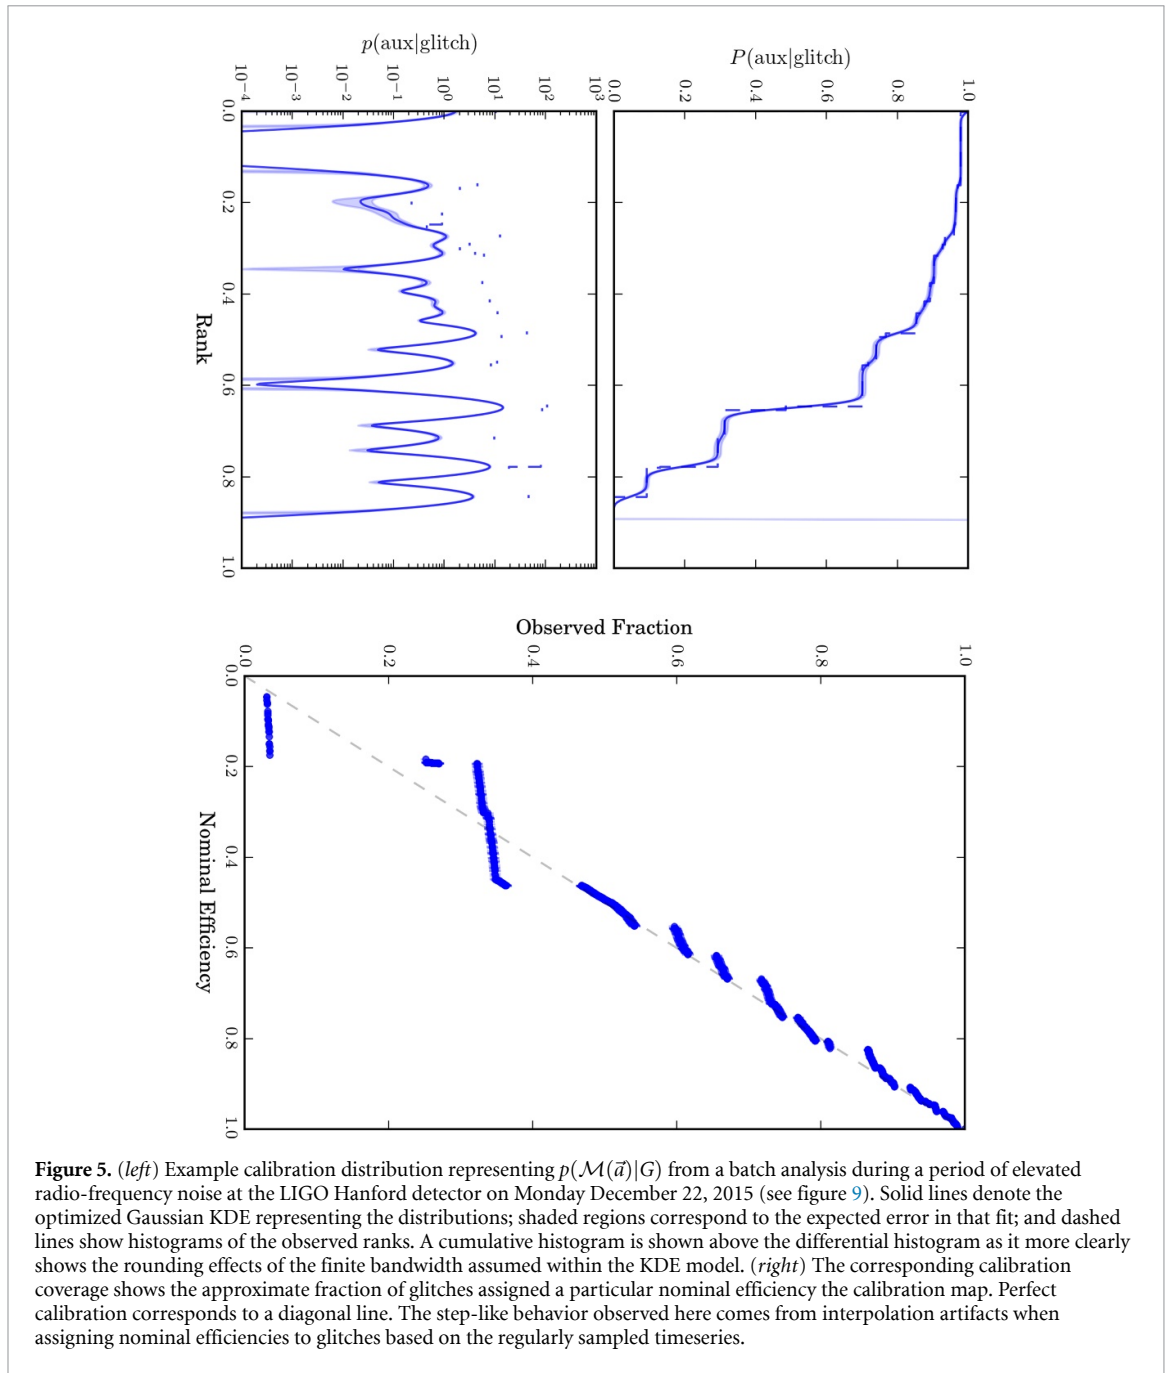 p(aux|glitch)
P(aux|glitch)
10⁻⁴ 10⁻³ 10⁻² 10⁻¹ 10⁰ 10¹ 10² 10³
0.0 0.2 0.4 0.6 0.8 1.0
0.0 0.2 0.4 0.6 0.8 1.0
Rank
Observed Fraction
0.0 0.2 0.4 0.6 0.8 1.0
0.0 0.2 0.4 0.6 0.8 1.0
Nominal Efficiency
Figure 5. (left) Example calibration distribution representing p(ℳ(a⃗)|G) from a batch analysis during a period of elevated
radio-frequency noise at the LIGO Hanford detector on Monday December 22, 2015 (see figure 9). Solid lines denote the
optimized Gaussian KDE representing the distributions; shaded regions correspond to the expected error in that fit; and dashed
lines show histograms of the observed ranks. A cumulative histogram is shown above the differential histogram as it more clearly
shows the rounding effects of the finite bandwidth assumed within the KDE model. (right) The corresponding calibration
coverage shows the approximate fraction of glitches assigned a particular nominal efficiency the calibration map. Perfect
calibration corresponds to a diagonal line. The step-like behavior observed here comes from interpolation artifacts when
assigning nominal efficiencies to glitches based on the regularly sampled timeseries.